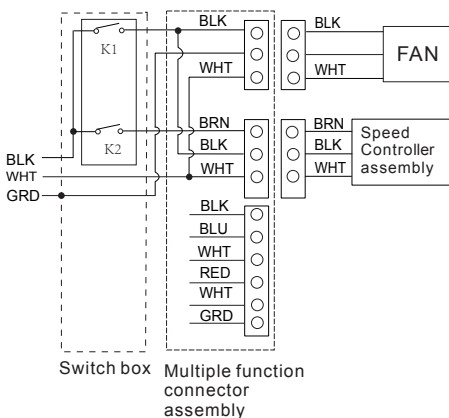 BLK
BLK
K1
FAN
WHT
WHT
BRN
BRN
Speed
Controller
assembly
BLK
BLK
K2
BLK
WHT
WHT
WHT
GRD
BLK
BLU
WHT
RED
WHT
GRD
Switch box
Multiple function
connector
assembly